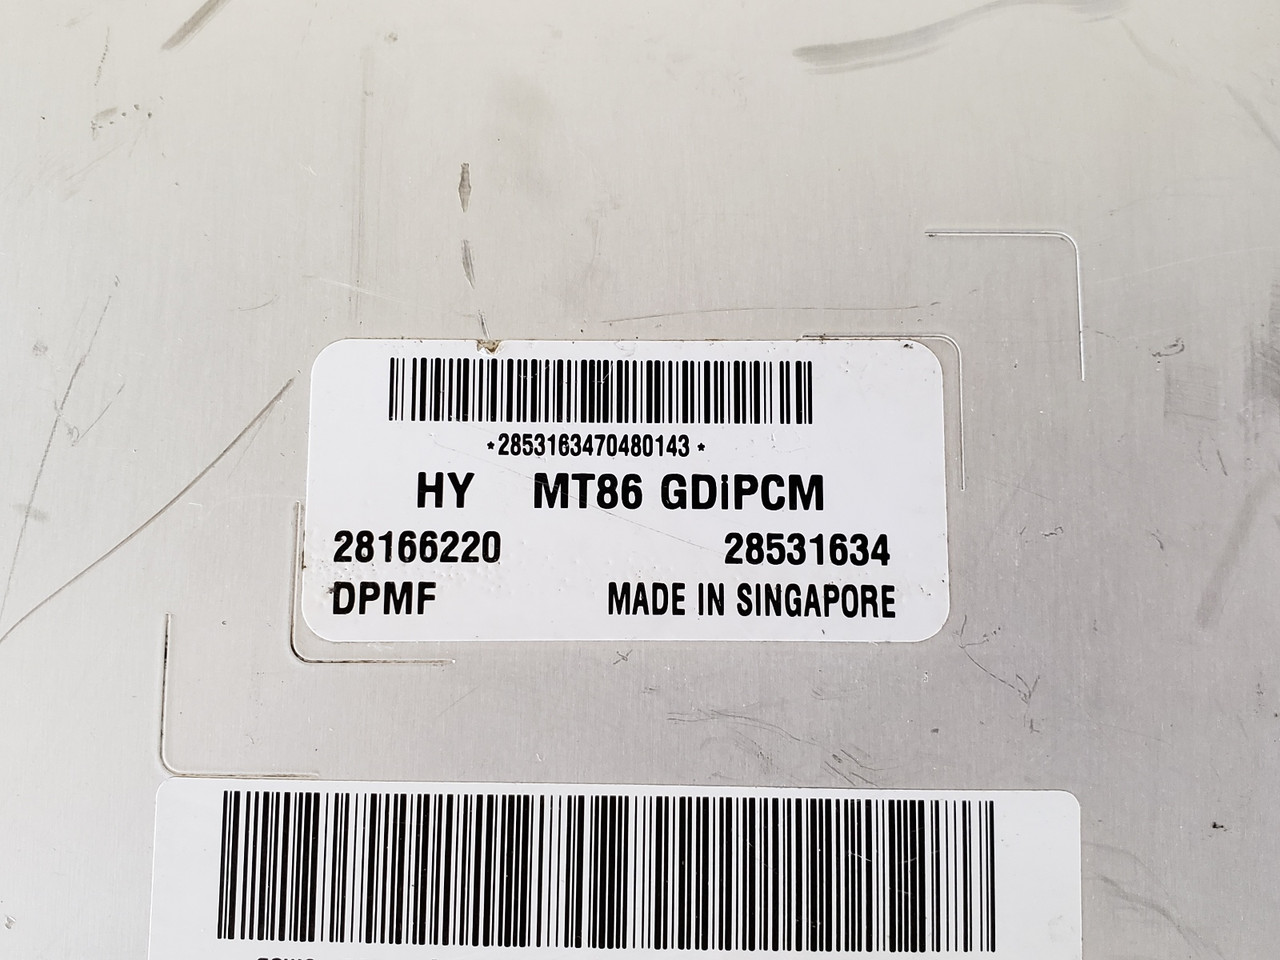 *2853163470480143*
HY MT86 GDiPCM
28166220 28531634
DPMF MADE IN SINGAPORE